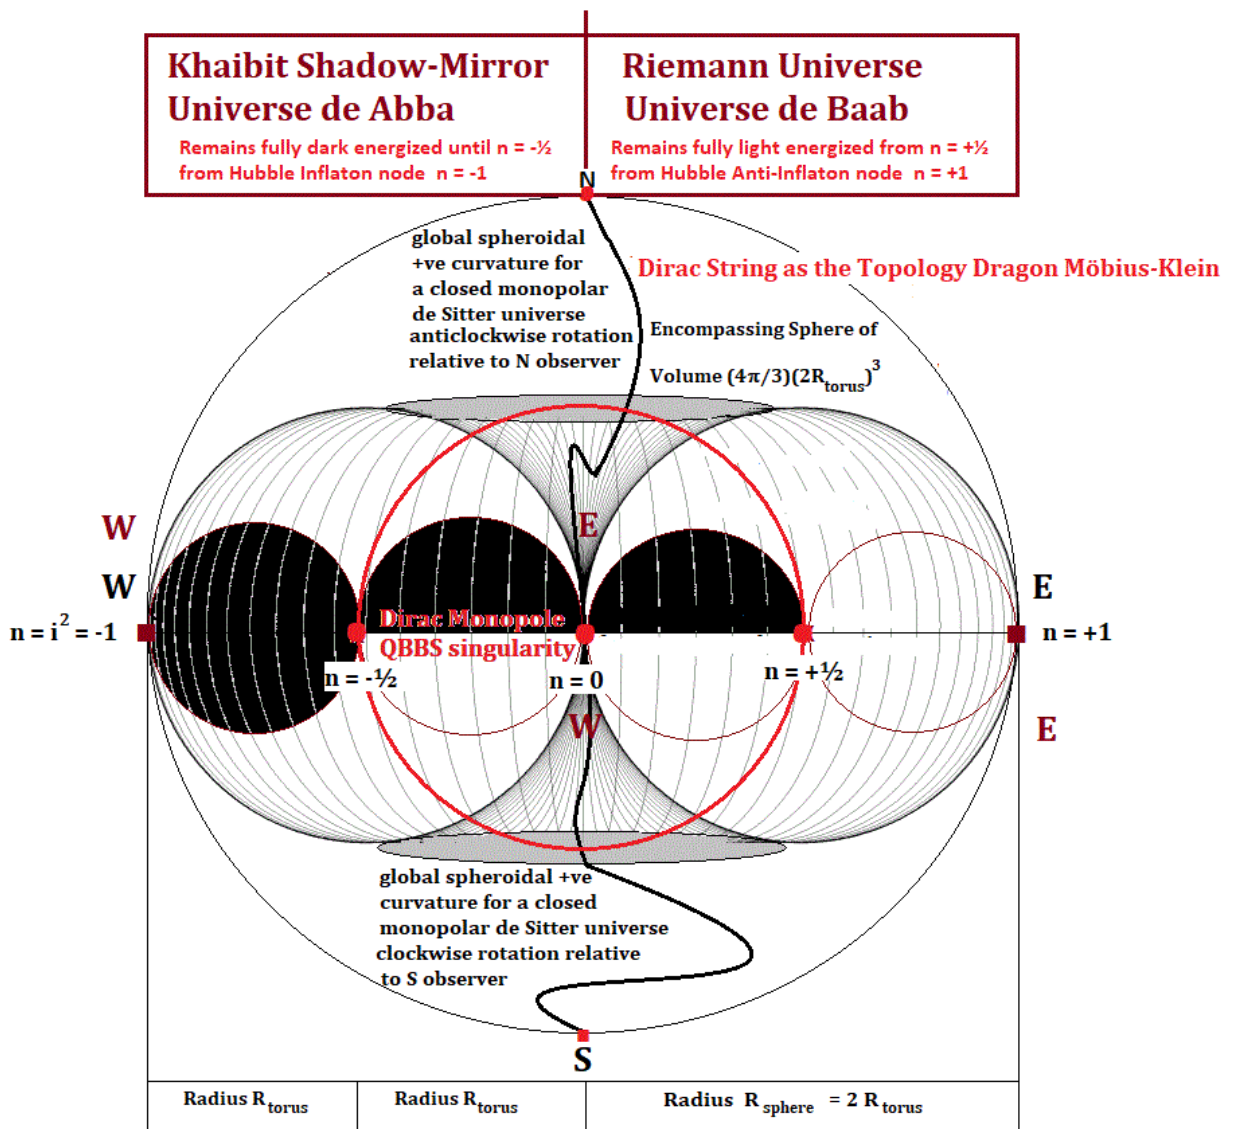 Khaibit Shadow-Mirror
Universe de Abba
Remains fully dark energized until n = -½
from Hubble Inflaton node n = -1
Riemann Universe
Universe de Baab
Remains fully light energized from n = +½
from Hubble Anti-Inflaton node n = +1
N
global spheroidal
+ve curvature for
a closed monopolar
de Sitter universe
anticlockwise rotation
relative to N observer
Dirac String as the Topology Dragon Möbius-Klein
Encompassing Sphere of
Volume (4π/3)(2R_torus)³
W
E
W
E
n = i² = -1
Dirac Monopole
QBBS singularity
n = +1
n = -½
n = 0
n = +½
W
E
global spheroidal +ve
curvature for a closed
monopolar de Sitter universe
clockwise rotation relative
to S observer
S
Radius R_torus
Radius R_torus
Radius R_sphere = 2 R_torus